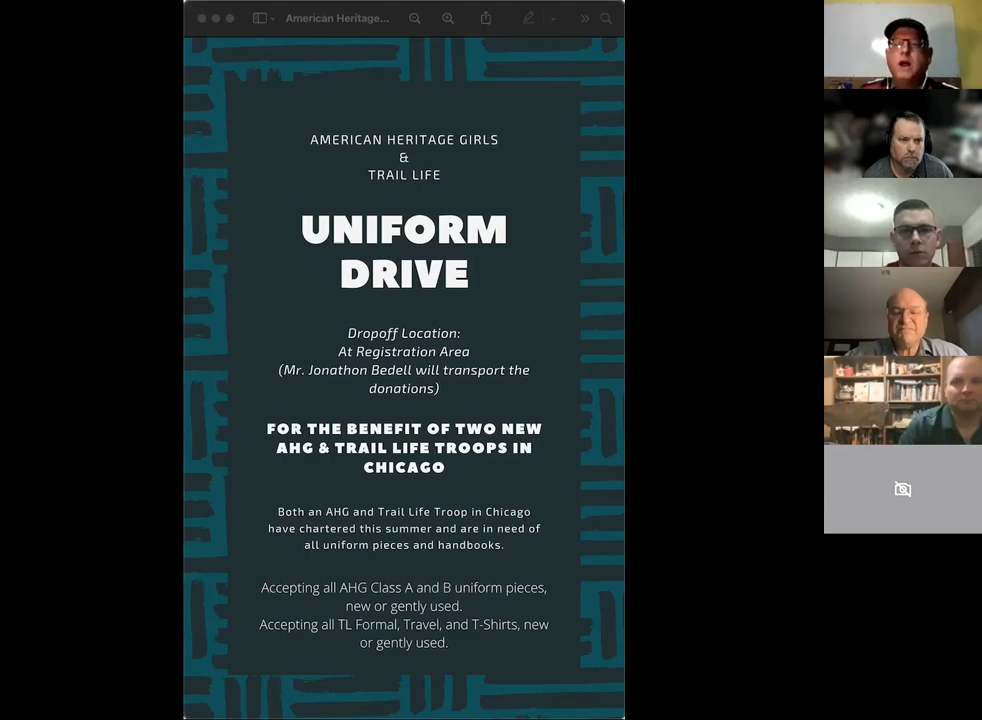 American Heritage...
AMERICAN HERITAGE GIRLS
&
TRAIL LIFE
UNIFORM
DRIVE
Dropoff Location:
At Registration Area
(Mr. Jonathon Bedell will transport the
donations)
FOR THE BENEFIT OF TWO NEW
AHG & TRAIL LIFE TROOPS IN
CHICAGO
Both an AHG and Trail Life Troop in Chicago
have chartered this summer and are in need of
all uniform pieces and handbooks.
Accepting all AHG Class A and B uniform pieces,
new or gently used.
Accepting all TL Formal, Travel, and T-Shirts, new
or gently used.